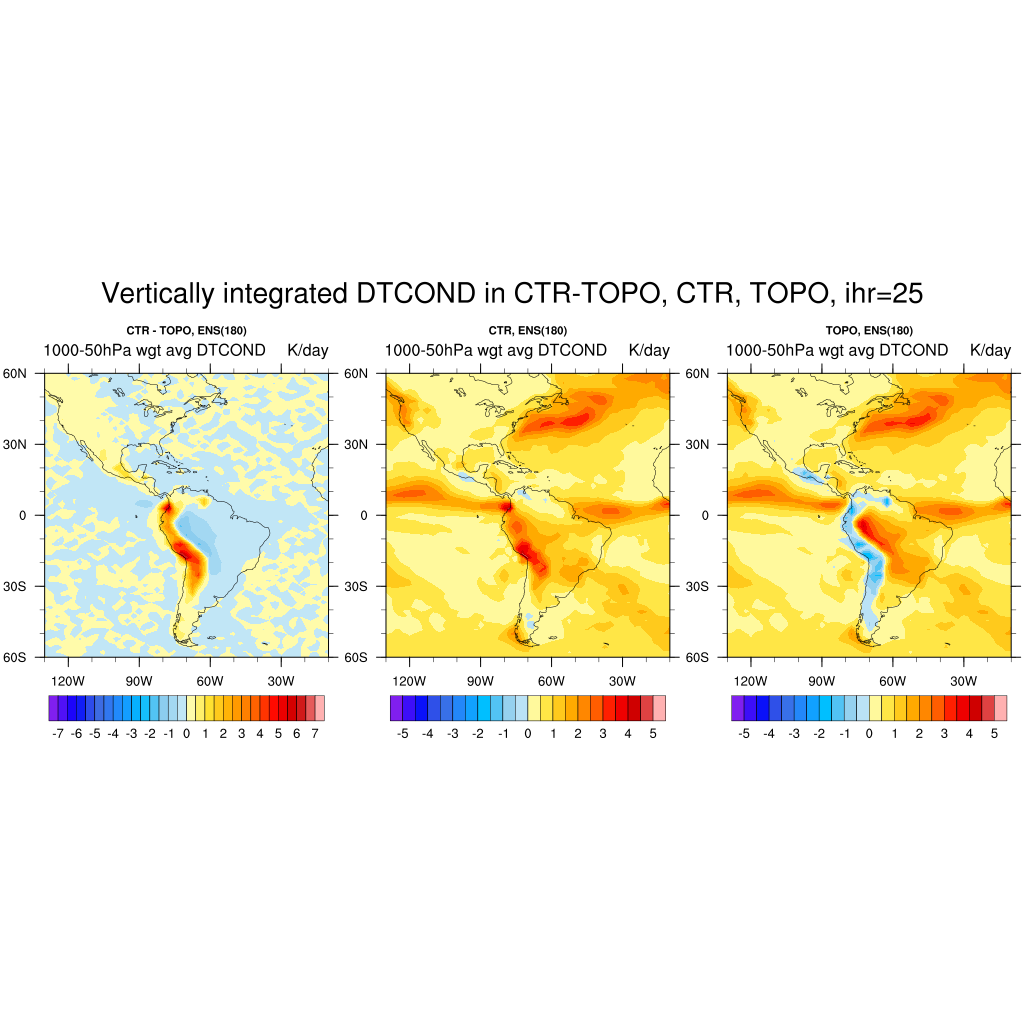 Vertically integrated DTCOND in CTR-TOPO, CTR, TOPO, ihr=25
CTR - TOPO, ENS(180)
1000-50hPa wgt avg DTCOND K/day
60N
30N
0
30S
60S
120W 90W 60W 30W
-7 -6 -5 -4 -3 -2 -1 0 1 2 3 4 5 6 7
CTR, ENS(180)
1000-50hPa wgt avg DTCOND K/day
60N
30N
0
30S
60S
120W 90W 60W 30W
-5 -4 -3 -2 -1 0 1 2 3 4 5
TOPO, ENS(180)
1000-50hPa wgt avg DTCOND K/day
60N
30N
0
30S
60S
120W 90W 60W 30W
-5 -4 -3 -2 -1 0 1 2 3 4 5